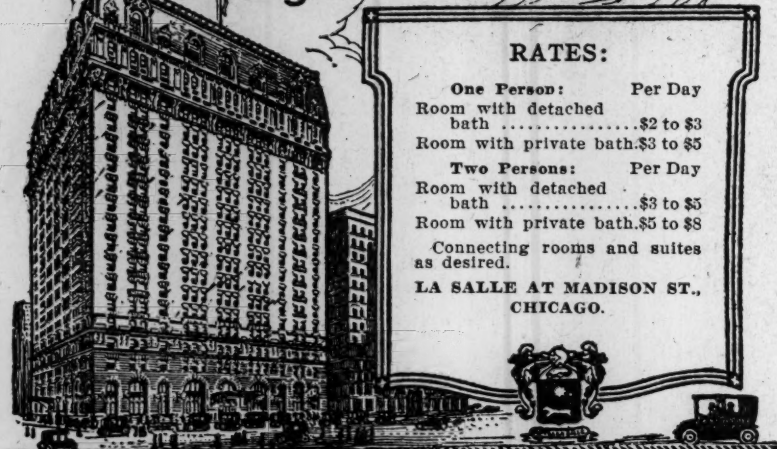 RATES:
One Person: Per Day
Room with detached
bath ................$2 to $3
Room with private bath.$3 to $5
Two Persons: Per Day
Room with detached
bath ................$3 to $5
Room with private bath.$5 to $8
Connecting rooms and suites
as desired.
LA SALLE AT MADISON ST.,
CHICAGO.